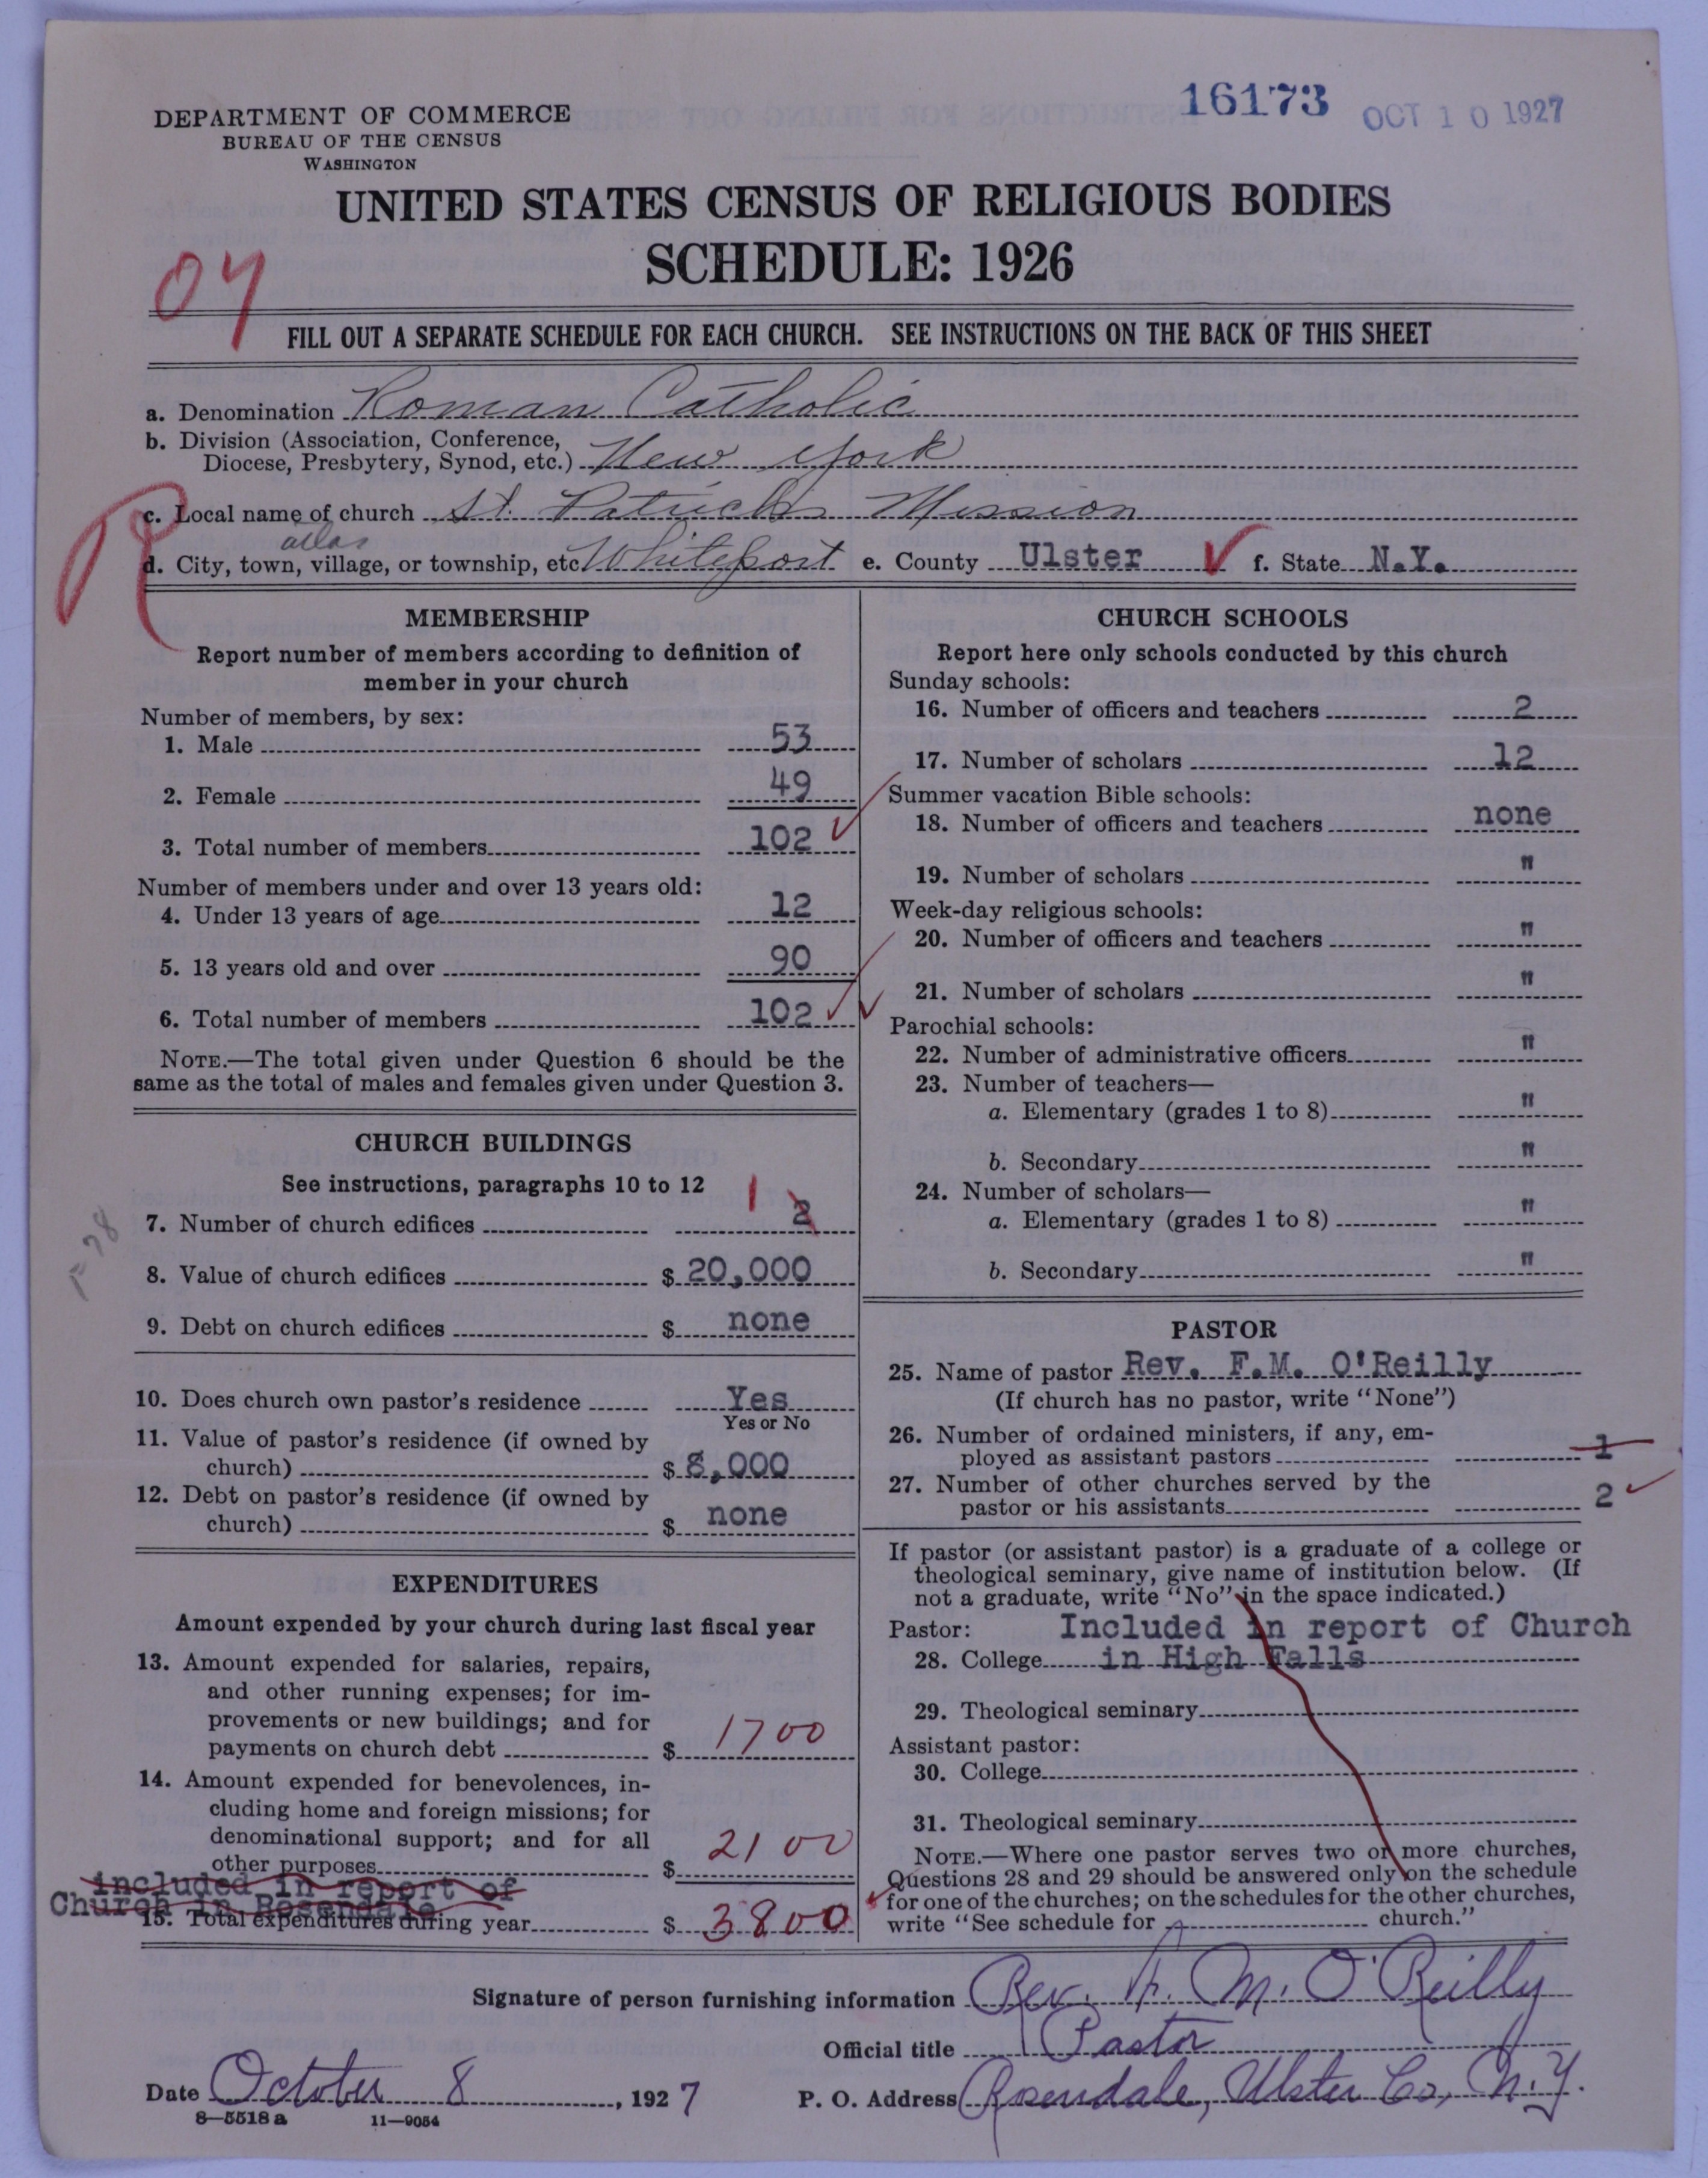 16173 OCT 10 1927
DEPARTMENT OF COMMERCE
BUREAU OF THE CENSUS
WASHINGTON
UNITED STATES CENSUS OF RELIGIOUS BODIES
SCHEDULE: 1926
04
FILL OUT A SEPARATE SCHEDULE FOR EACH CHURCH. SEE INSTRUCTIONS ON THE BACK OF THIS SHEET
a. Denomination Roman Catholic
b. Division (Association, Conference,
Diocese, Presbytery, Synod, etc.) New York
c. Local name of church St. Patricks Mission
atlas
d. City, town, village, or township, etc. Whiteport e. County Ulster f. State N.Y.
MEMBERSHIP
Report number of members according to definition of
member in your church
Number of members, by sex:
1. Male 53
2. Female 49
3. Total number of members 102
Number of members under and over 13 years old:
4. Under 13 years of age 12
5. 13 years old and over 90
6. Total number of members 102
NOTE.—The total given under Question 6 should be the
same as the total of males and females given under Question 3.
CHURCH BUILDINGS
See instructions, paragraphs 10 to 12
7. Number of church edifices 1 2
8. Value of church edifices $ 20,000
9. Debt on church edifices $ none
10. Does church own pastor's residence Yes
Yes or No
11. Value of pastor's residence (if owned by
church) $ 8,000
12. Debt on pastor's residence (if owned by
church) $ none
EXPENDITURES
Amount expended by your church during last fiscal year
13. Amount expended for salaries, repairs,
and other running expenses; for im-
provements or new buildings; and for
payments on church debt $ 1700
14. Amount expended for benevolences, in-
cluding home and foreign missions; for
denominational support; and for all
other purposes $ 2100
included in report of
Church in Rosendale
15. Total expenditures during year $ 3800
CHURCH SCHOOLS
Report here only schools conducted by this church
Sunday schools:
16. Number of officers and teachers 2
17. Number of scholars 12
Summer vacation Bible schools:
18. Number of officers and teachers none
19. Number of scholars "
Week-day religious schools:
20. Number of officers and teachers "
21. Number of scholars "
Parochial schools:
22. Number of administrative officers "
23. Number of teachers—
a. Elementary (grades 1 to 8) "
b. Secondary "
24. Number of scholars—
a. Elementary (grades 1 to 8) "
b. Secondary "
PASTOR
25. Name of pastor Rev. F.M. O'Reilly
(If church has no pastor, write "None")
26. Number of ordained ministers, if any, em-
ployed as assistant pastors 1
27. Number of other churches served by the
pastor or his assistants 2
If pastor (or assistant pastor) is a graduate of a college or
theological seminary, give name of institution below. (If
not a graduate, write "No" in the space indicated.)
Pastor: Included in report of Church
28. College in High Falls
29. Theological seminary
Assistant pastor:
30. College
31. Theological seminary
NOTE.—Where one pastor serves two or more churches,
Questions 28 and 29 should be answered only on the schedule
for one of the churches; on the schedules for the other churches,
write "See schedule for church."
Signature of person furnishing information Rev. F. M. O'Reilly
Official title Pastor
Date October 8, 1927 P. O. Address Rosendale, Ulster Co, N.Y.
8—5518 a 11—9054